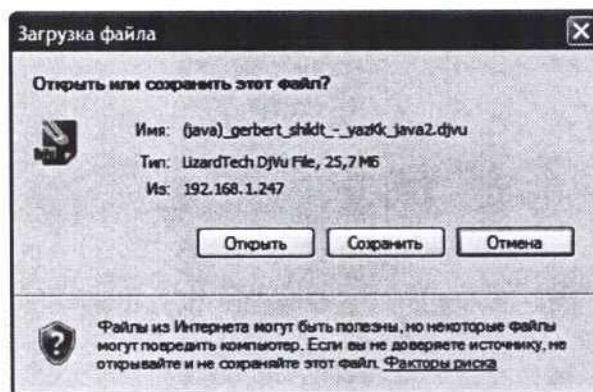 Загрузка файла
Открыть или сохранить этот файл?
Имя: (java)_gerbert_shildt_-_yazKk_java2.djvu
Тип: LizardTech DjVu File, 25,7 МБ
Из: 192.168.1.247
Открыть Сохранить Отмена
Файлы из Интернета могут быть полезны, но некоторые файлы
могут повредить компьютер. Если вы не доверяете источнику, не
открывайте и не сохраняйте этот файл. Факторы риска